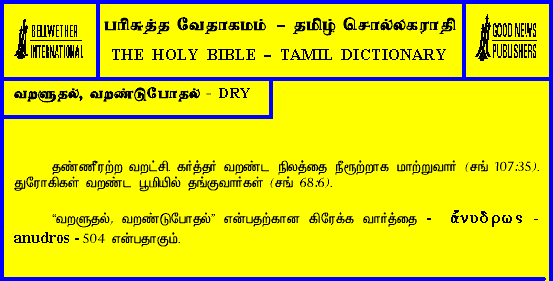 BELLWETHER
INTERNATIONAL
பரிசுத்த வேதாகமம் – தமிழ் சொல்லகராதி
THE HOLY BIBLE – TAMIL DICTIONARY
GOOD NEWS
PUBLISHERS
வறளுதல், வறண்டுபோதல் - DRY
தண்ணீரற்ற வறட்சி. கர்த்தர் வறண்ட நிலத்தை நீரூற்றாக மாற்றுவார் (சங் 107:35).
துரோகிகள் வறண்ட பூமியில் தங்குவார்கள் (சங் 68:6).
“வறளுதல், வறண்டுபோதல்” என்பதற்கான கிரேக்க வார்த்தை - ἄνυδρως -
anudros - 504 என்பதாகும்.